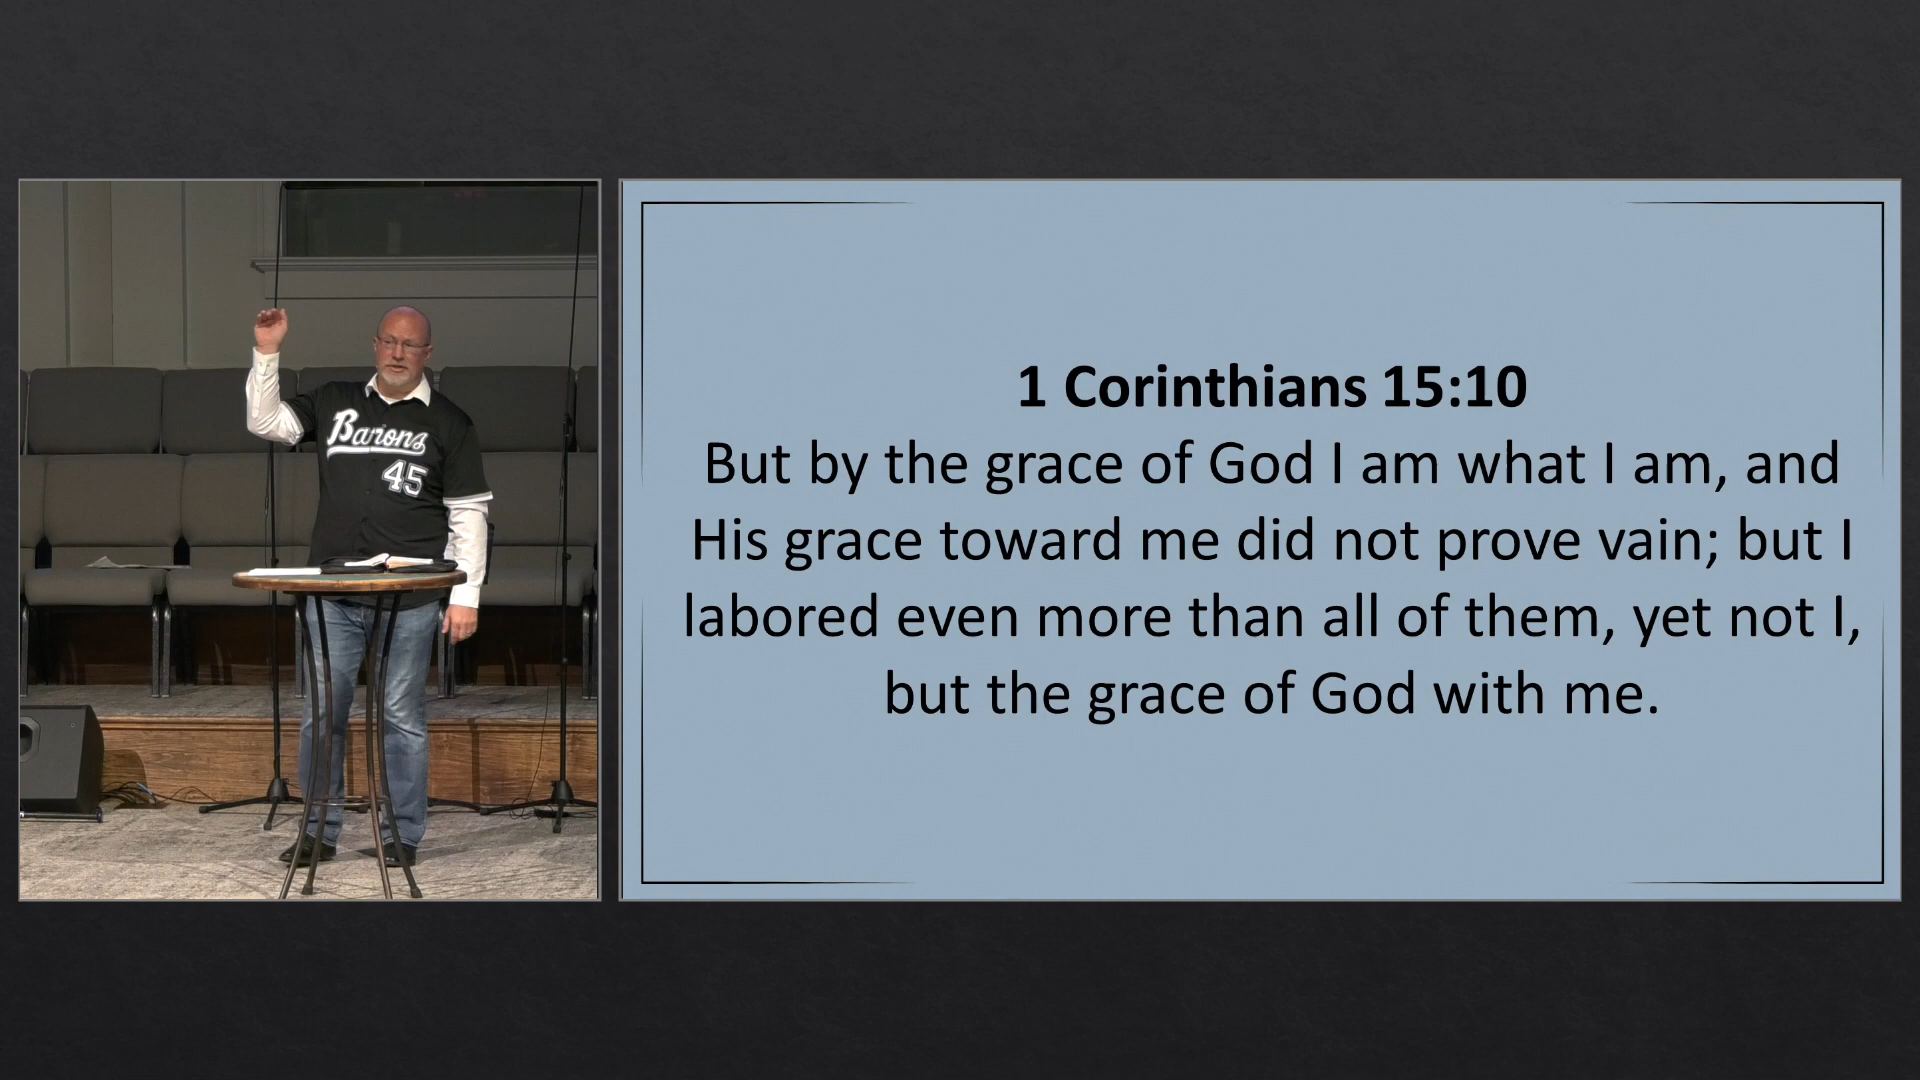 Barons
45
1 Corinthians 15:10
But by the grace of God I am what I am, and
His grace toward me did not prove vain; but I
labored even more than all of them, yet not I,
but the grace of God with me.